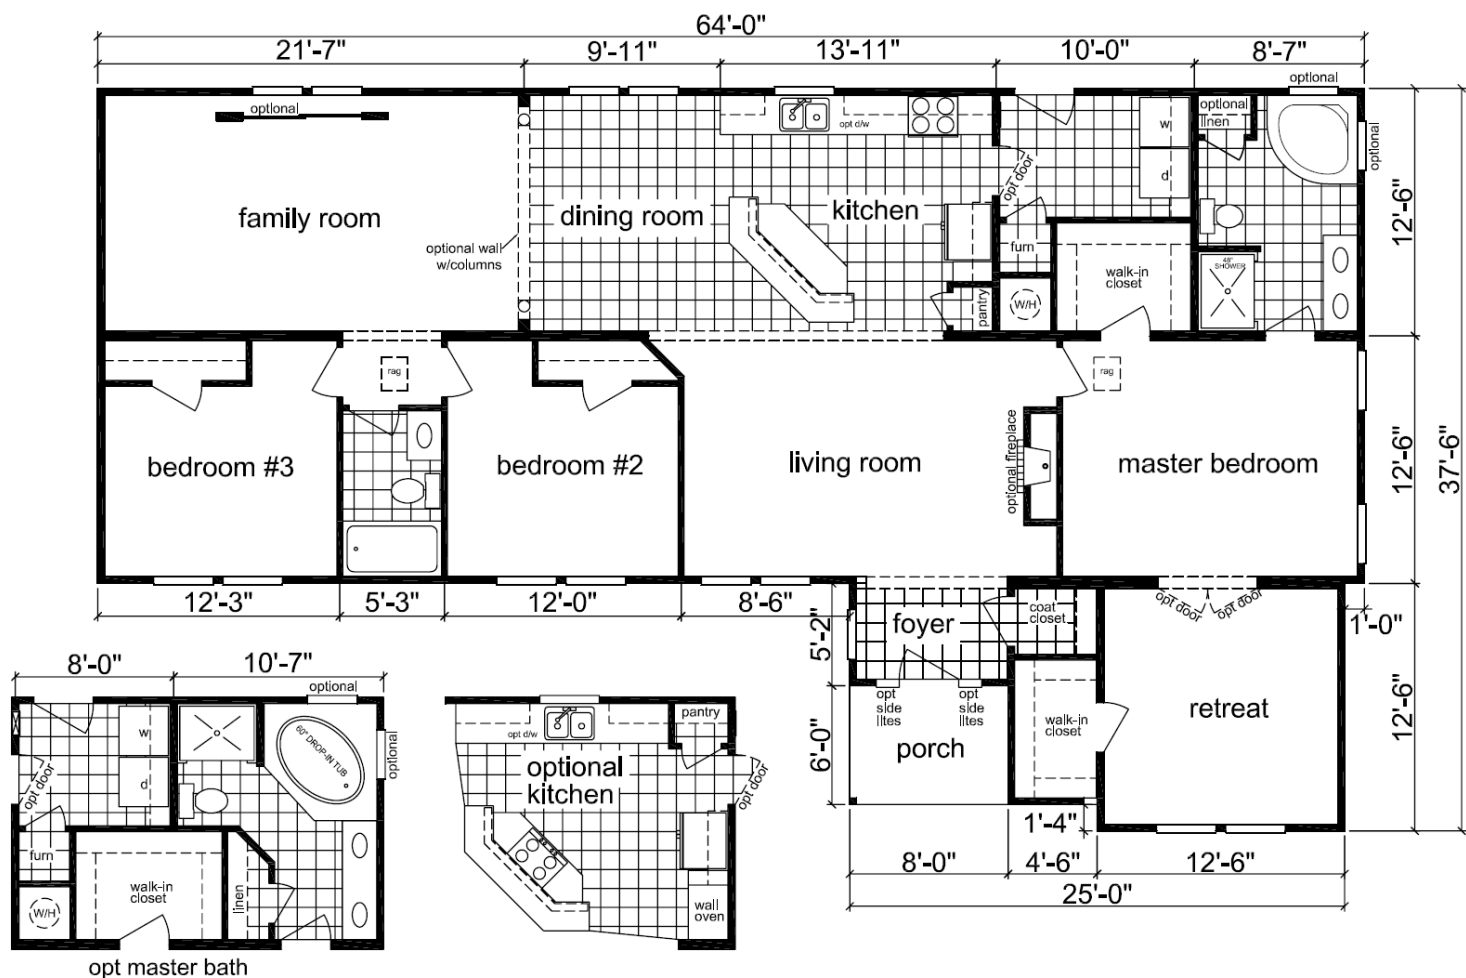 64'-0"
21'-7"
9'-11"
13'-11"
10'-0"
8'-7"
optional
optional
opt d/w
w
optional
linen
optional
d
opt door
family room
dining room
kitchen
12'-6"
optional wall
w/columns
furn
walk-in
closet
48"
SHOWER
pantry
W/H
rag
rag
bedroom #3
bedroom #2
living room
optional fireplace
master bedroom
12'-6"
37'-6"
12'-3"
5'-3"
12'-0"
8'-6"
5'-2"
foyer
coat
closet
opt door
opt door
1'-0"
opt
side
lites
opt
side
lites
walk-in
closet
retreat
12'-6"
6'-0"
porch
1'-4"
8'-0"
4'-6"
12'-6"
25'-0"
8'-0"
10'-7"
optional
w
60" DROP-IN TUB
optional
opt door
d
furn
walk-in
closet
linen
W/H
opt master bath
opt d/w
pantry
optional
kitchen
opt door
wall
oven